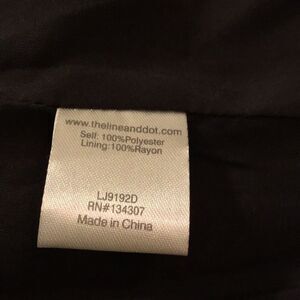 www.thelineanddot.com
Self: 100%Polyester
Lining:100%Rayon
LJ9192D
RN#134307
Made in China